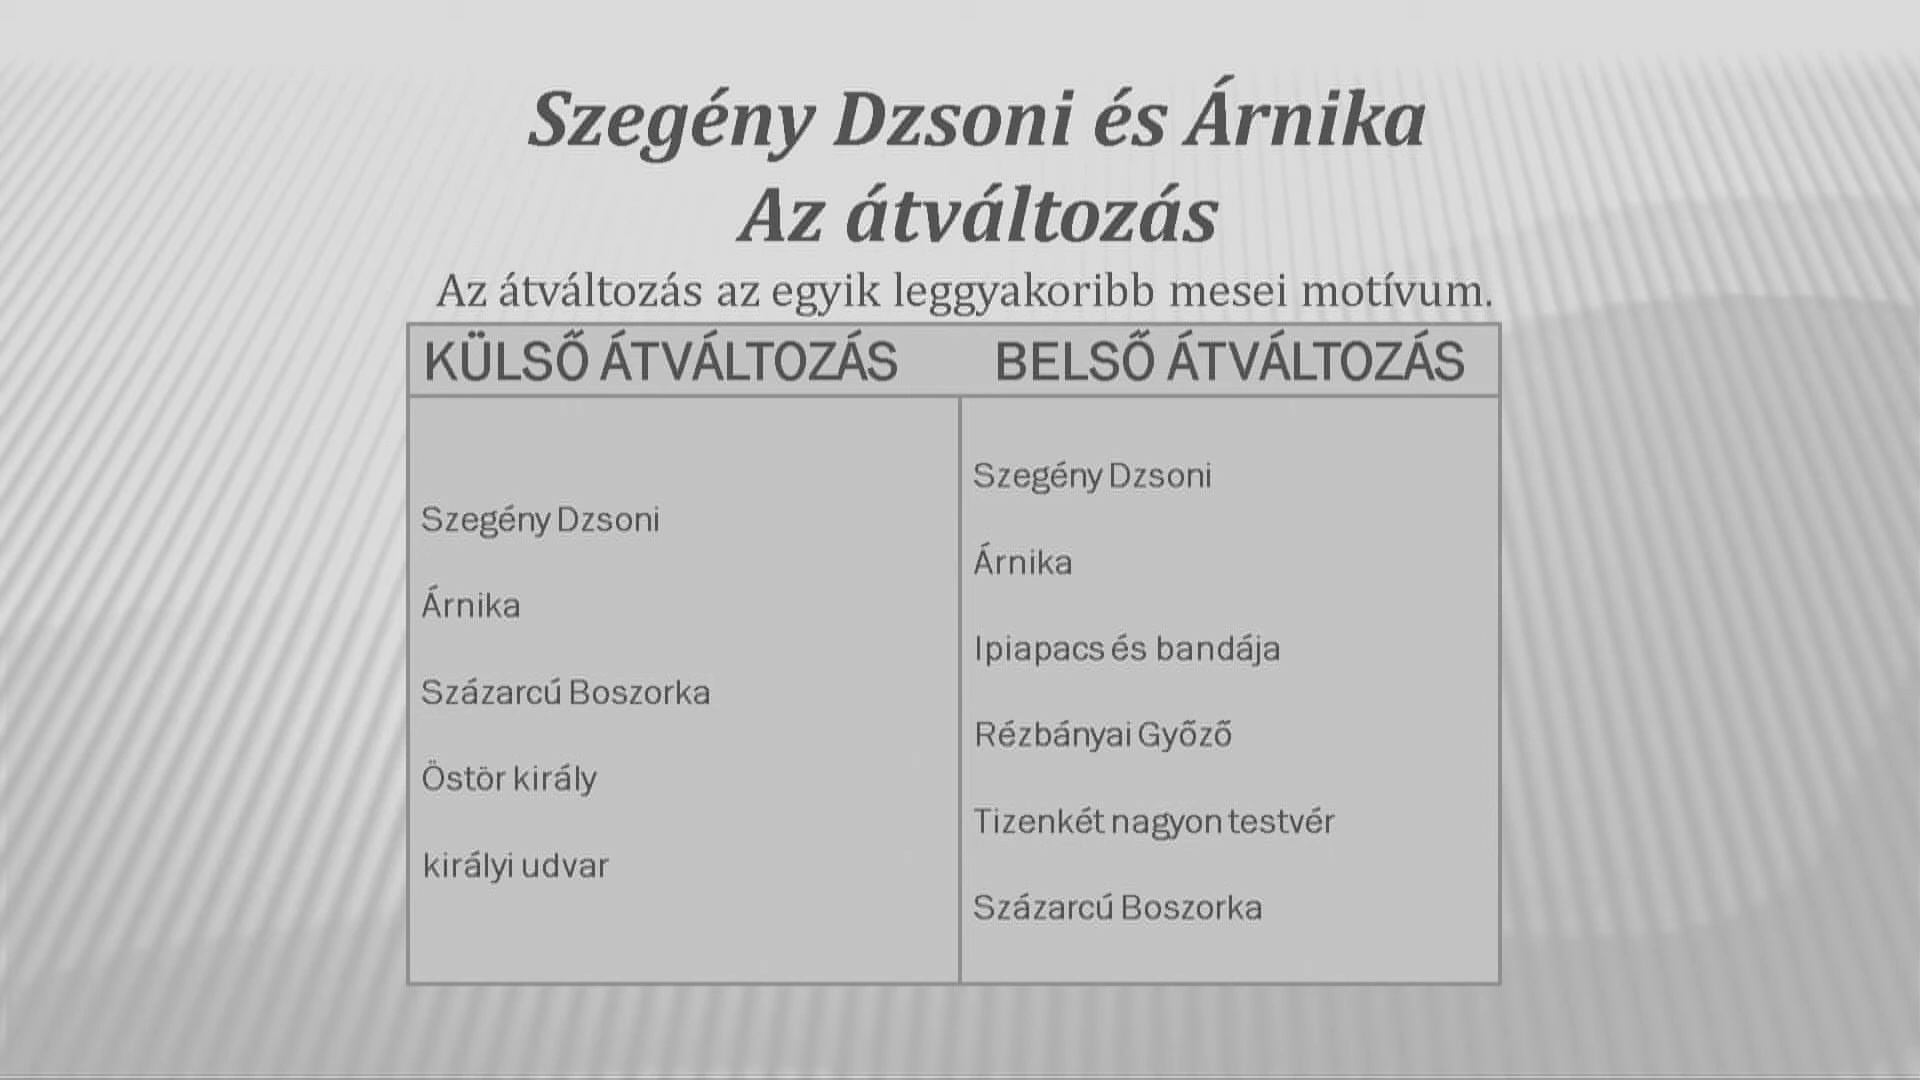 Szegény Dzsoni és Árnika
Az átváltozás
Az átváltozás az egyik leggyakoribb mesei motívum.
KÜLSŐ ÁTVÁLTOZÁS
Szegény Dzsoni
Árnika
Százarcú Boszorka
Östör király
királyi udvar
BELSŐ ÁTVÁLTOZÁS
Szegény Dzsoni
Árnika
Ipiapacs és bandája
Rézbányai Győző
Tizenkét nagyon testvér
Százarcú Boszorka